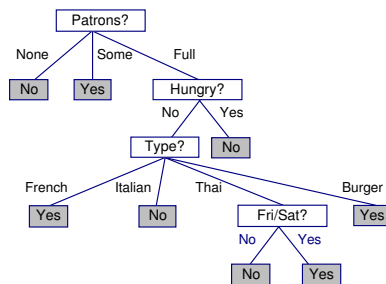 Patrons?
None Some Full
No Yes Hungry?
No Yes
Type? No
French Italian Thai Burger
Yes No Fri/Sat? Yes
No Yes
No Yes